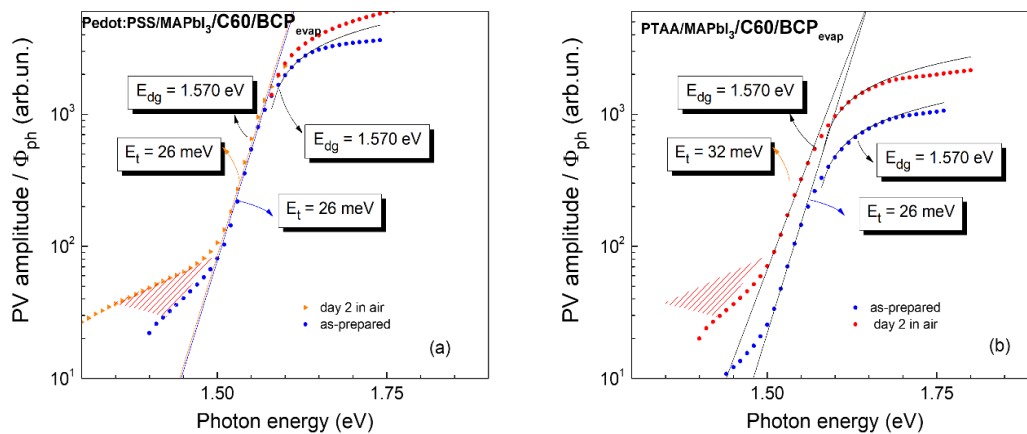 Pedot:PSS/MAPbI3/C60/BCPevap
PV amplitude / Φph (arb.un.)
10^3
10^2
10^1
Edg = 1.570 eV
Et = 26 meV
Edg = 1.570 eV
Et = 26 meV
day 2 in air
as-prepared
(a)
1.50
1.75
Photon energy (eV)
PTAA/MAPbI3/C60/BCPevap
PV amplitude / Φph (arb.un.)
10^3
10^2
10^1
Edg = 1.570 eV
Et = 32 meV
Edg = 1.570 eV
Et = 26 meV
as-prepared
day 2 in air
(b)
1.50
1.75
Photon energy (eV)